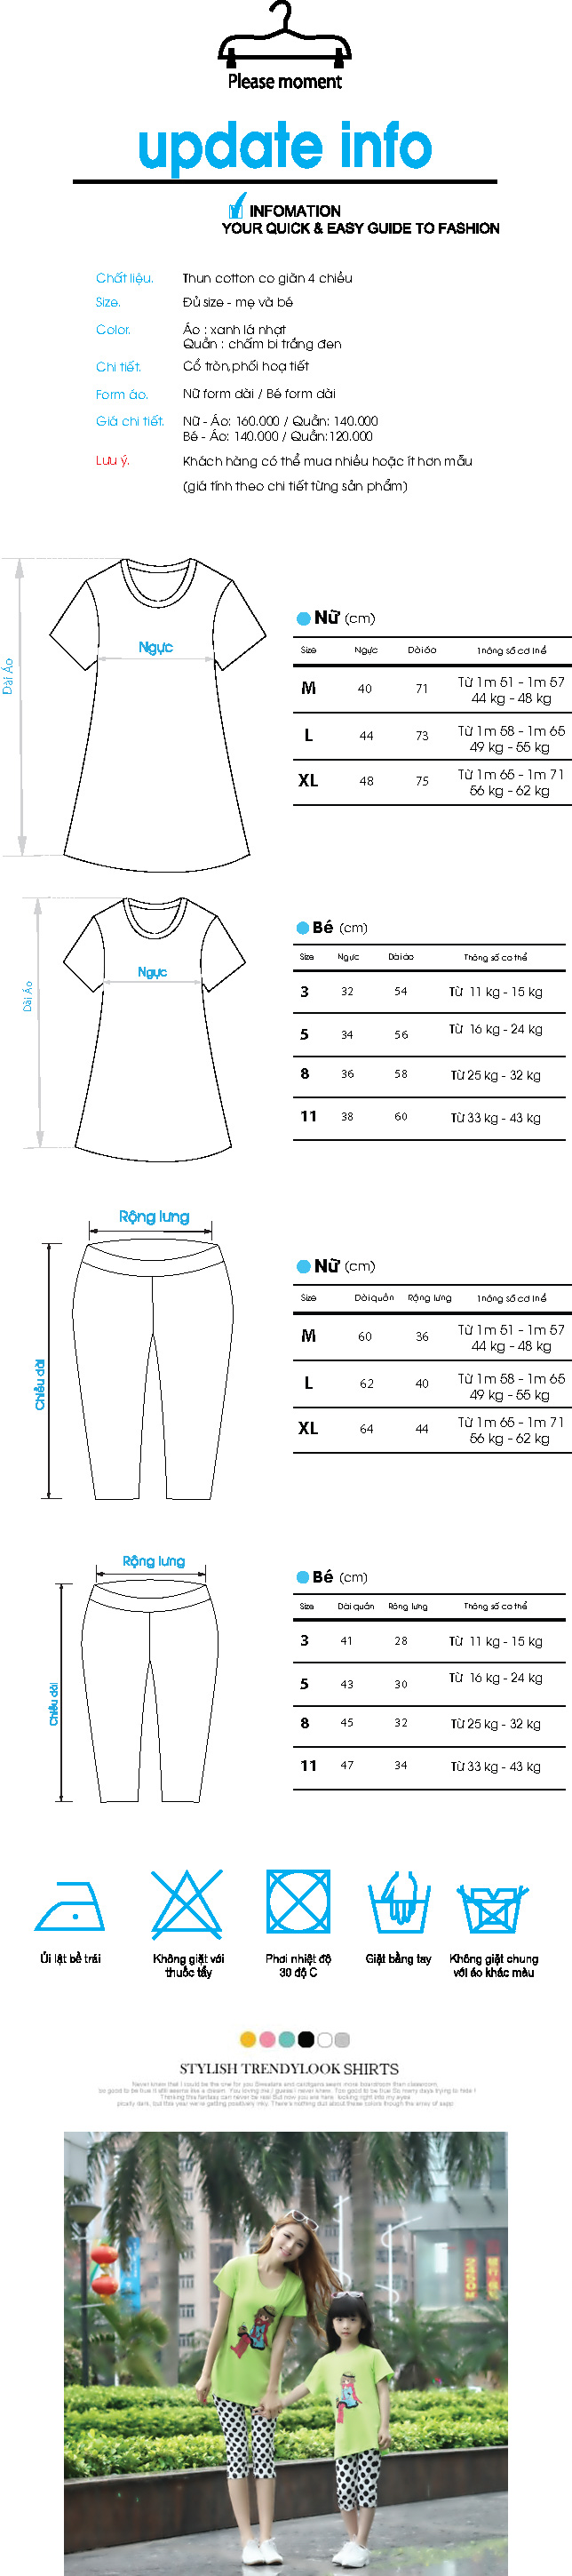 Please moment
update info
INFOMATION
YOUR QUICK & EASY GUIDE TO FASHION
Chất liệu. Thun cotton co giãn 4 chiều
Size. Đủ size - mẹ và bé
Color. Áo : xanh lá nhạt
Quần : chấm bi trắng đen
Chi tiết. Cổ tròn,phối hoạ tiết
Form áo. Nữ form dài / Bé form dài
Giá chi tiết. Nữ - Áo: 160.000 / Quần: 140.000
Bé - Áo: 140.000 / Quần:120.000
Lưu ý. Khách hàng có thể mua nhiều hoặc ít hơn mẫu
(giá tính theo chi tiết từng sản phẩm)
Dài Áo
Ngực
Nữ (cm)
Size Ngực Dài áo Thông số cơ thể
M 40 71 Từ 1m 51 - 1m 57
44 kg - 48 kg
L 44 73 Từ 1m 58 - 1m 65
49 kg - 55 kg
XL 48 75 Từ 1m 65 - 1m 71
56 kg - 62 kg
Dài Áo
Ngực
Bé (cm)
Size Ngực Dài áo Thông số cơ thể
3 32 54 Từ 11 kg - 15 kg
5 34 56 Từ 16 kg - 24 kg
8 36 58 Từ 25 kg - 32 kg
11 38 60 Từ 33 kg - 43 kg
Rộng lưng
Chiều dài
Nữ (cm)
Size Dài quần Rộng lưng Thông số cơ thể
M 60 36 Từ 1m 51 - 1m 57
44 kg - 48 kg
L 62 40 Từ 1m 58 - 1m 65
49 kg - 55 kg
XL 64 44 Từ 1m 65 - 1m 71
56 kg - 62 kg
Rộng lưng
Chiều dài
Bé (cm)
Size Dài quần Rộng lưng Thông số cơ thể
3 41 28 Từ 11 kg - 15 kg
5 43 30 Từ 16 kg - 24 kg
8 45 32 Từ 25 kg - 32 kg
11 47 34 Từ 33 kg - 43 kg
Ủi lật bề trái
Không giặt với
thuốc tẩy
Phơi nhiệt độ
30 độ C
Giặt bằng tay
Không giặt chung
với áo khác màu
STYLISH TRENDYLOOK SHIRTS